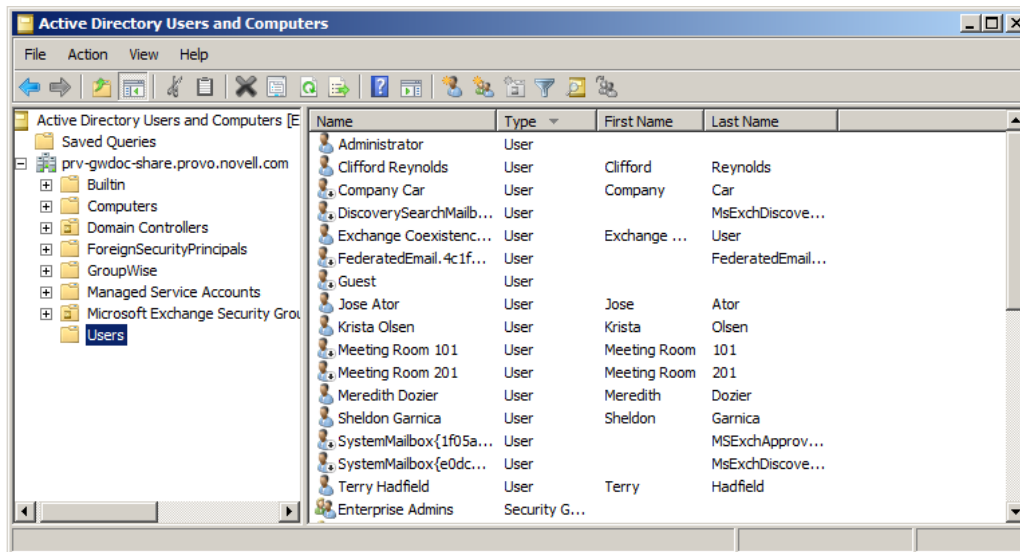 Active Directory Users and Computers
File Action View Help
Active Directory Users and Computers [E
Saved Queries
prv-gwdoc-share.provo.novell.com
Builtin
Computers
Domain Controllers
ForeignSecurityPrincipals
GroupWise
Managed Service Accounts
Microsoft Exchange Security Grou
Users
Name Type First Name Last Name
Administrator User
Clifford Reynolds User Clifford Reynolds
Company Car User Company Car
DiscoverySearchMailb... User MsExchDiscove...
Exchange Coexistenc... User Exchange ... User
FederatedEmail.4c1f... User FederatedEmail...
Guest User
Jose Ator User Jose Ator
Krista Olsen User Krista Olsen
Meeting Room 101 User Meeting Room 101
Meeting Room 201 User Meeting Room 201
Meredith Dozier User Meredith Dozier
Sheldon Garnica User Sheldon Garnica
SystemMailbox{1f05a... User MSExchApprov...
SystemMailbox{e0dc... User MsExchDiscove...
Terry Hadfield User Terry Hadfield
Enterprise Admins Security G...